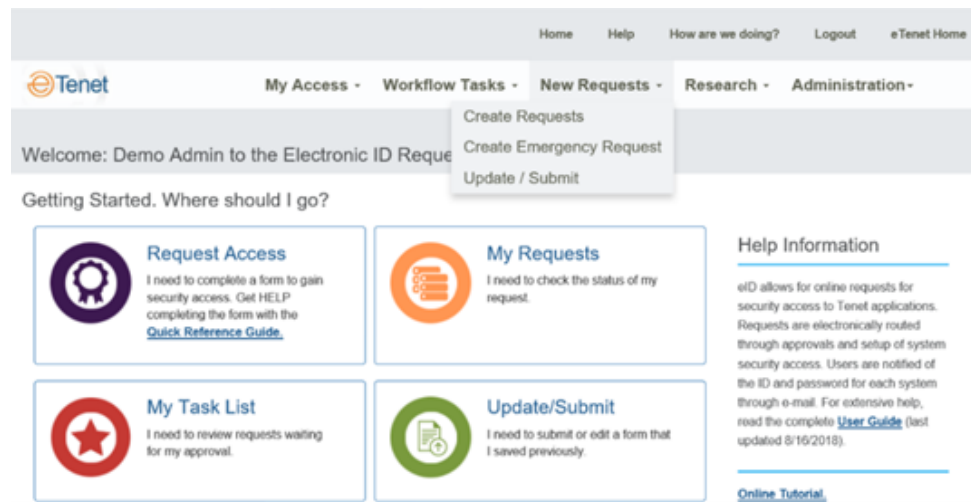 Home Help How are we doing? Logout eTenet Home
eTenet My Access Workflow Tasks New Requests Research Administration
Create Requests
Create Emergency Request
Update / Submit
Welcome: Demo Admin to the Electronic ID Reque
Getting Started. Where should I go?
Request Access
I need to complete a form to gain
security access. Get HELP
completing the form with the
Quick Reference Guide.
My Requests
I need to check the status of my
request.
My Task List
I need to review requests waiting
for my approval.
Update/Submit
I need to submit or edit a form that
I saved previously.
Help Information
eID allows for online requests for
security access to Tenet applications.
Requests are electronically routed
through approvals and setup of system
security access. Users are notified of
the ID and password for each system
through e-mail. For extensive help,
read the complete User Guide (last
updated 8/16/2018).
Online Tutorial.